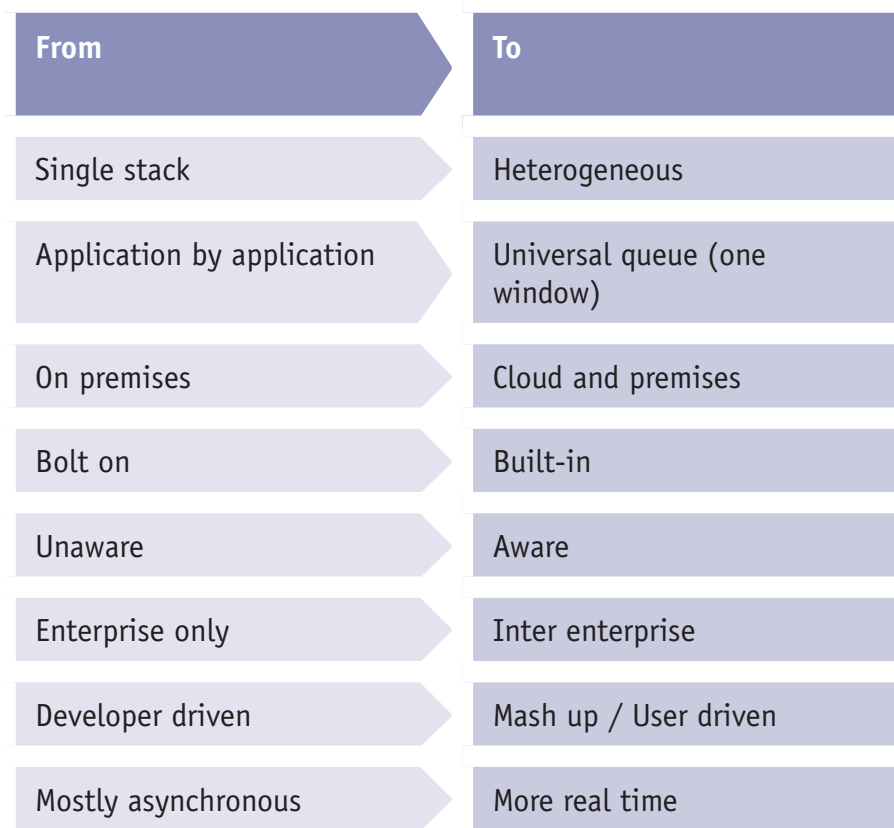 From
To
Single stack
Heterogeneous
Application by application
Universal queue (one
window)
On premises
Cloud and premises
Bolt on
Built-in
Unaware
Aware
Enterprise only
Inter enterprise
Developer driven
Mash up / User driven
Mostly asynchronous
More real time